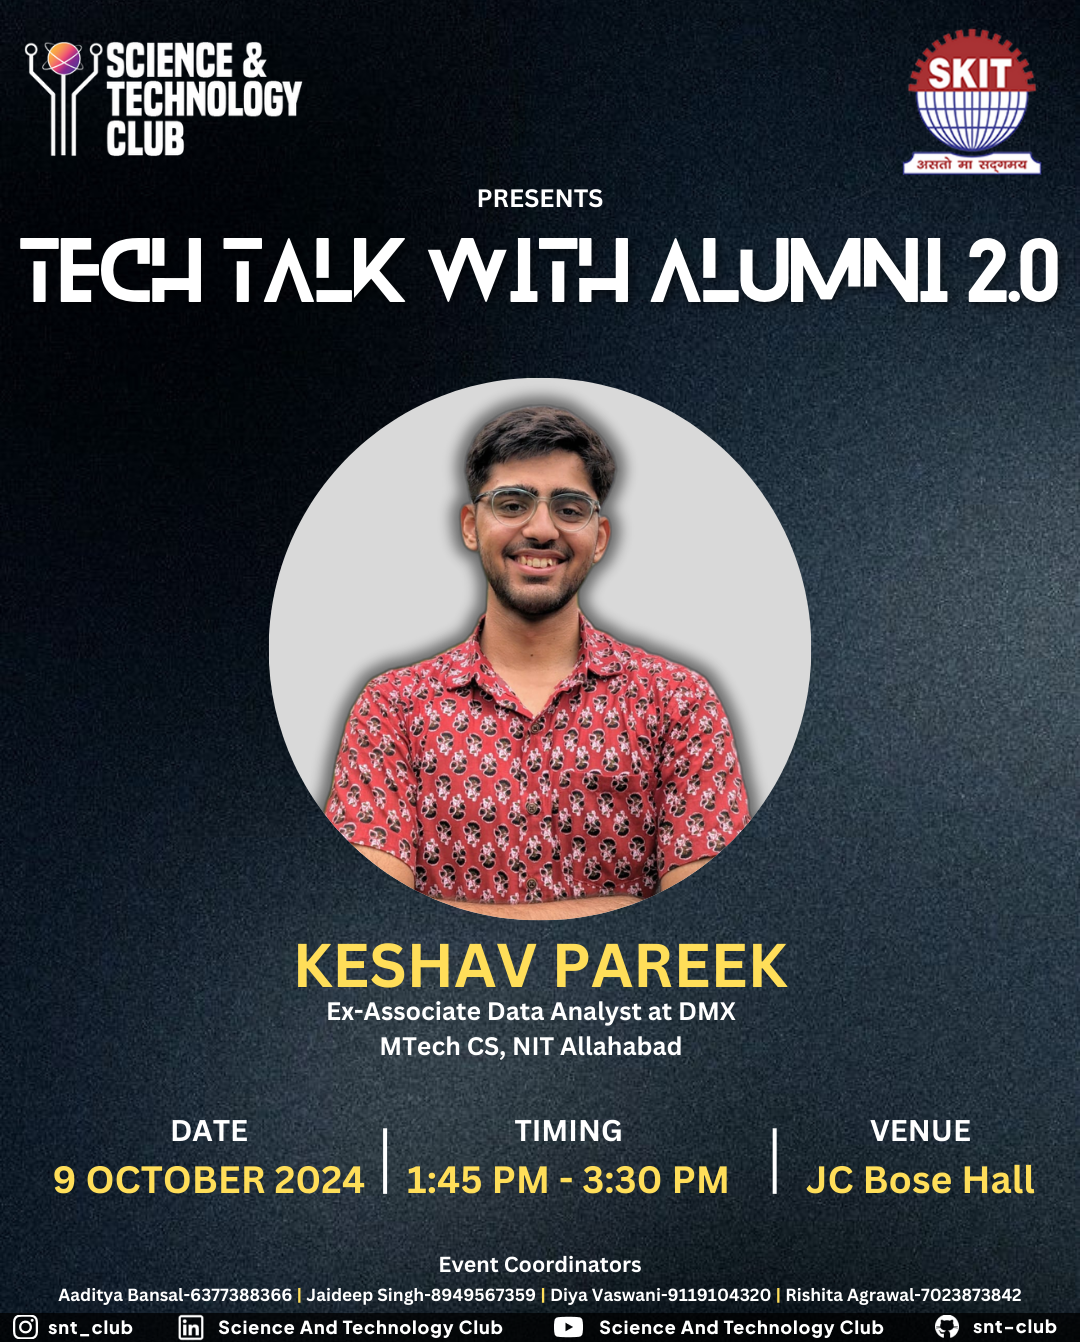 SCIENCE &
TECHNOLOGY
CLUB
SKIT
असतो मा सद्गमय
PRESENTS
TECH TALK WITH ALUMNI 2.0
KESHAV PAREEK
Ex-Associate Data Analyst at DMX
MTech CS, NIT Allahabad
DATE
9 OCTOBER 2024
TIMING
1:45 PM - 3:30 PM
VENUE
JC Bose Hall
Event Coordinators
Aaditya Bansal-6377388366 | Jaideep Singh-8949567359 | Diya Vaswani-9119104320 | Rishita Agrawal-7023873842
snt_club Science And Technology Club Science And Technology Club snt-club